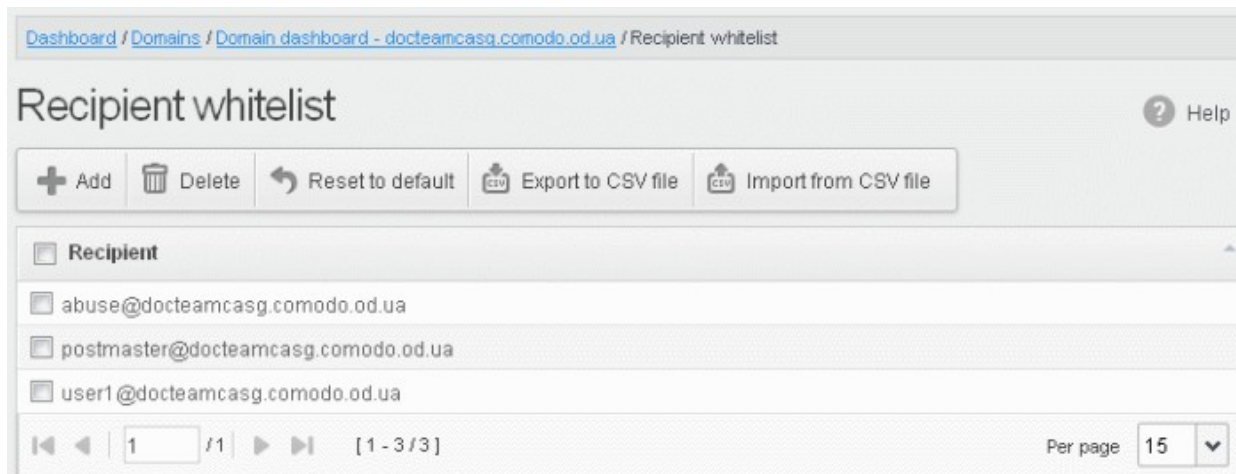 Dashboard / Domains / Domain dashboard - docteamcasg.comodo.od.ua / Recipient whitelist
Recipient whitelist
? Help
Add Delete Reset to default CSV Export to CSV file CSV Import from CSV file
Recipient
abuse@docteamcasg.comodo.od.ua
postmaster@docteamcasg.comodo.od.ua
user1@docteamcasg.comodo.od.ua
1 /1 [1-3/3] Per page 15